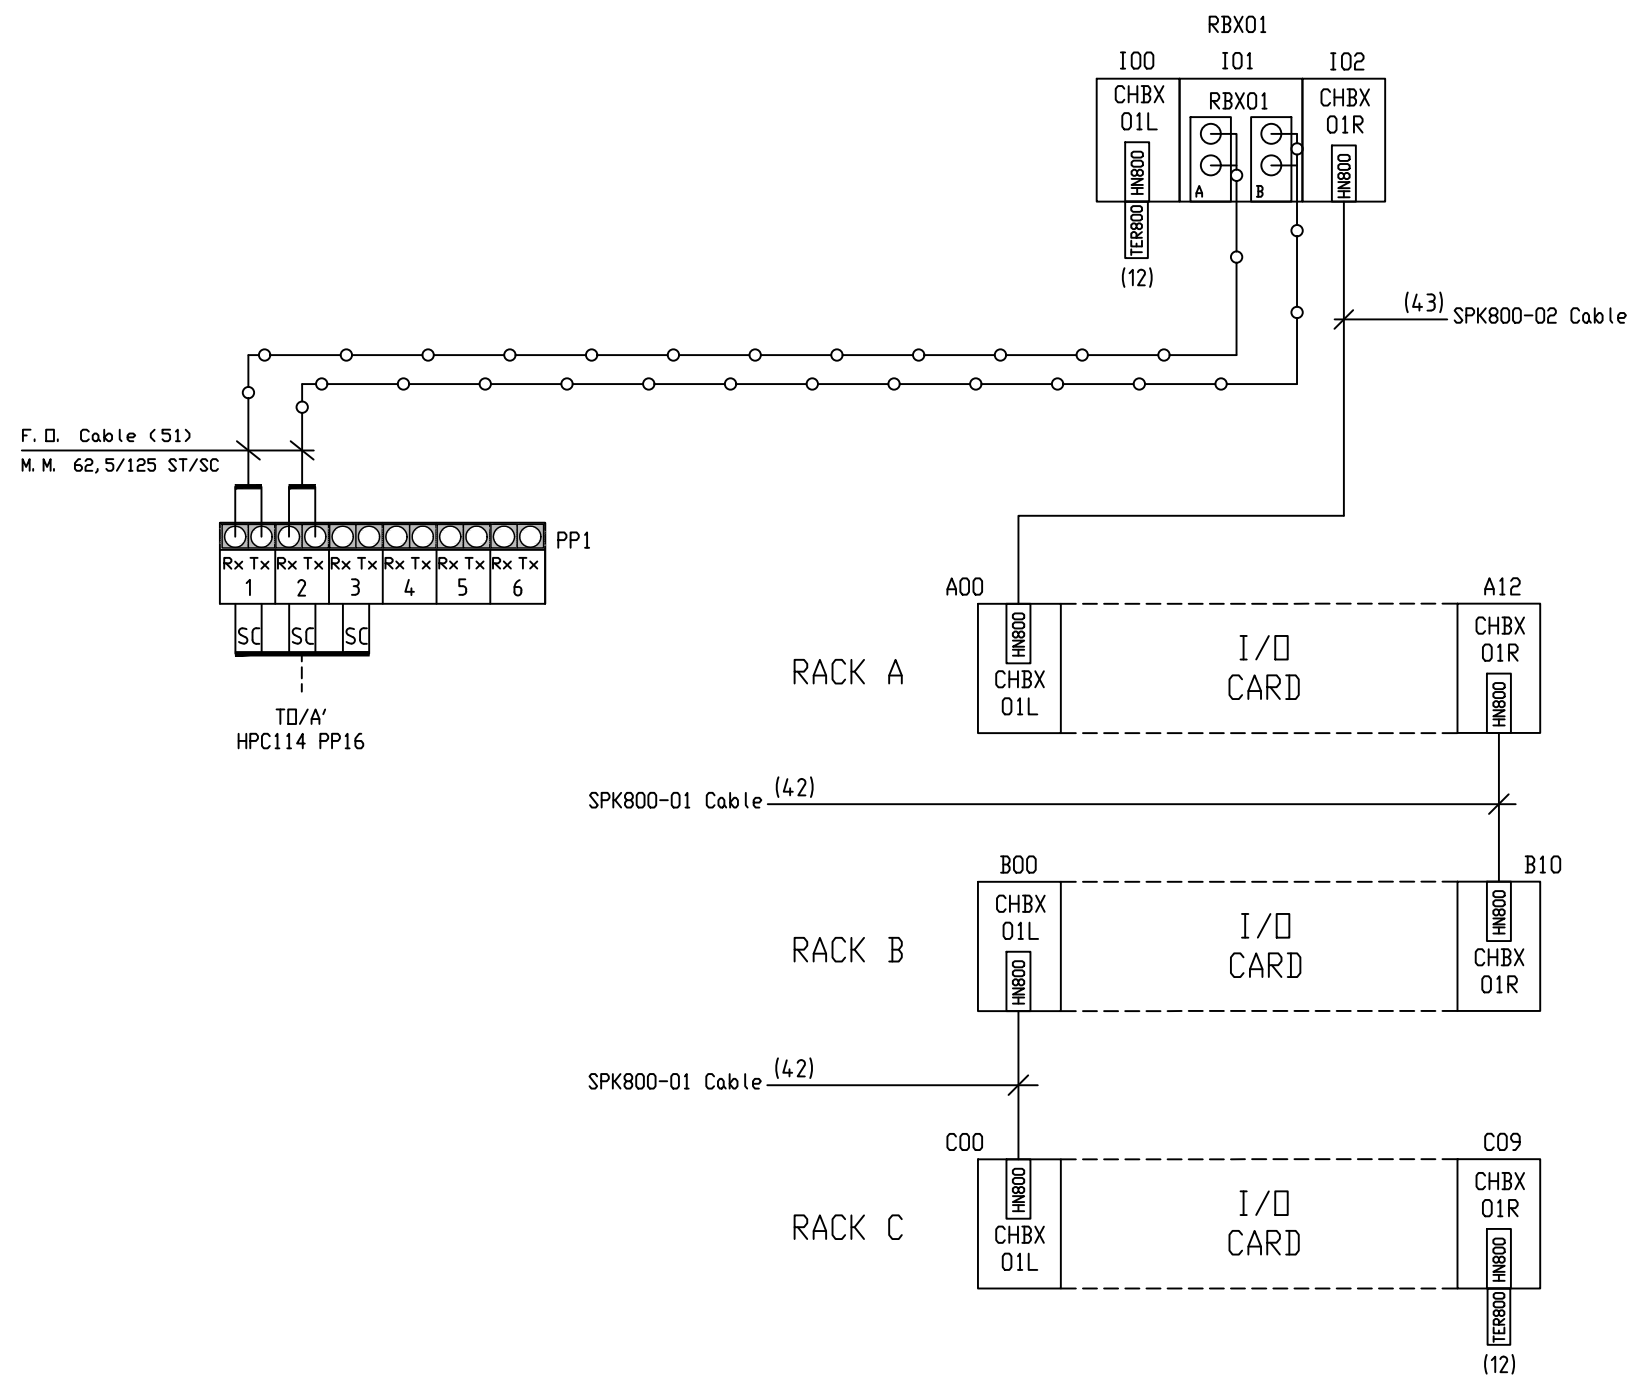 RBX01
I00 I01 I02
CHBX
01L
RBX01
CHBX
01R
HN800
A B
HN800
TER800
(12)
(43)
SPK800-02 Cable
F.O. Cable (51)
M.M. 62,5/125 ST/SC
PP1
Rx Tx Rx Tx Rx Tx Rx Tx Rx Tx Rx Tx
1 2 3 4 5 6
SC SC SC
TO/A'
HPC114 PP16
A00 A12
RACK A
HN800
CHBX
01L
I/O
CARD
CHBX
01R
HN800
SPK800-01 Cable (42)
B00 B10
RACK B
CHBX
01L
HN800
I/O
CARD
HN800
CHBX
01R
SPK800-01 Cable (42)
C00 C09
RACK C
HN800
CHBX
01L
I/O
CARD
CHBX
01R
HN800
TER800
(12)